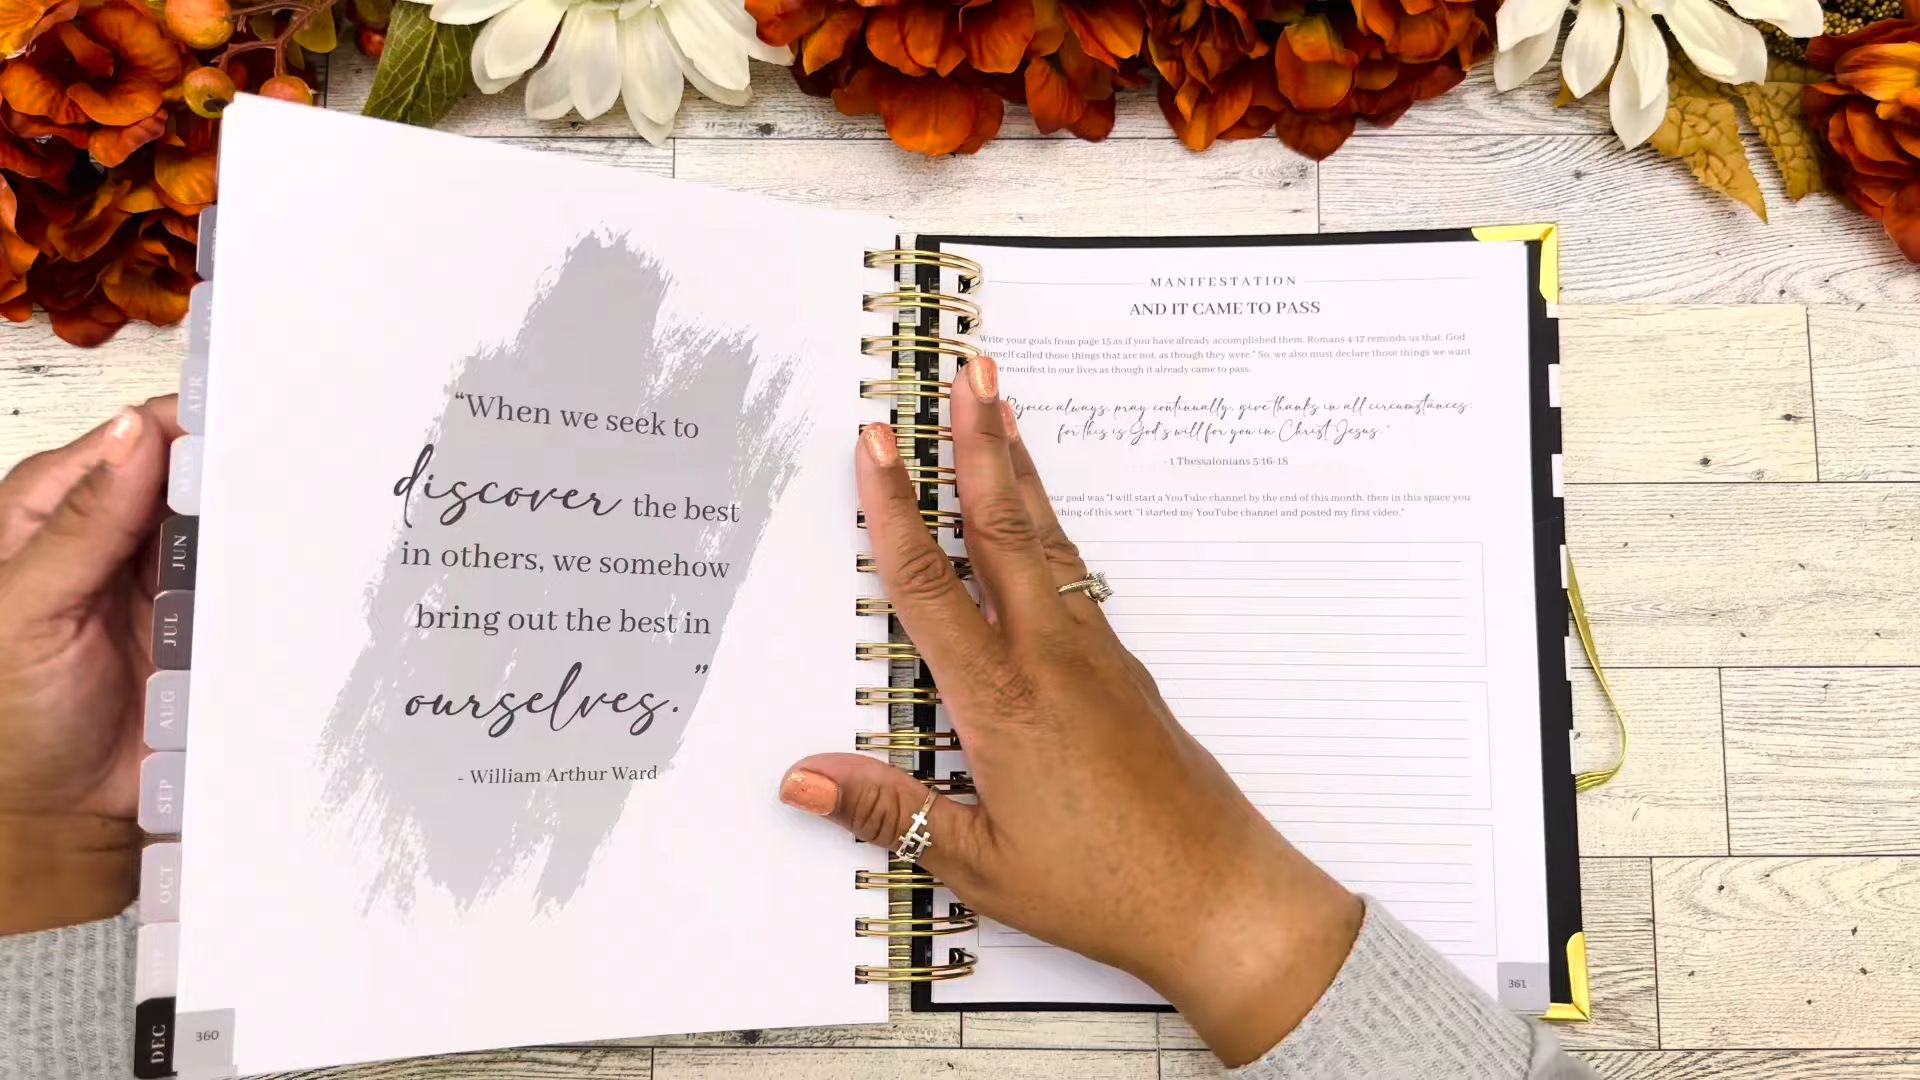 “When we seek to
discover the best
in others, we somehow
bring out the best in
ourselves.”
- William Arthur Ward
360
APR
MAY
JUN
JUL
AUG
SEP
OCT
DEC
MANIFESTATION
AND IT CAME TO PASS
Write your goals from page 15 as if you have already accomplished them. Romans 4:17 reminds us that, God
Himself called those things that are not, as though they were." So, we also must declare those things we want
manifest in our lives as though it already came to pass.
Rejoice always, pray continually, give thanks in all circumstances;
for this is God's will for you in Christ Jesus."
- 1 Thessalonians 5:16-18
your goal was "I will start a YouTube channel by the end of this month, then in this space you
of this sort: "I started my YouTube channel and posted my first video."
361